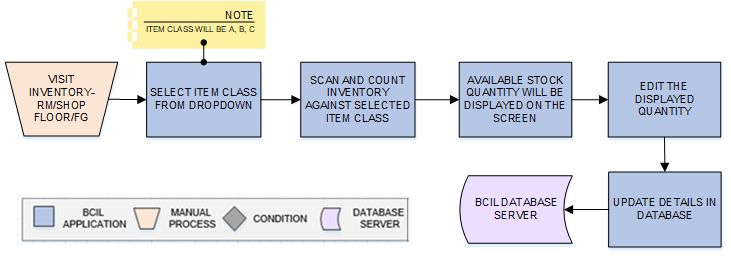 NOTE
ITEM CLASS WILL BE A, B, C
VISIT
INVENTORY-
RM/SHOP
FLOOR/FG
SELECT ITEM CLASS
FROM DROPDOWN
SCAN AND COUNT
INVENTORY
AGAINST SELECTED
ITEM CLASS
AVAILABLE STOCK
QUANTITY WILL BE
DISPLAYED ON THE
SCREEN
EDIT THE
DISPLAYED
QUANTITY
UPDATE DETAILS IN
DATABASE
BCIL DATABASE
SERVER
BCIL
APPLICATION
MANUAL
PROCESS
CONDITION
DATABASE
SERVER